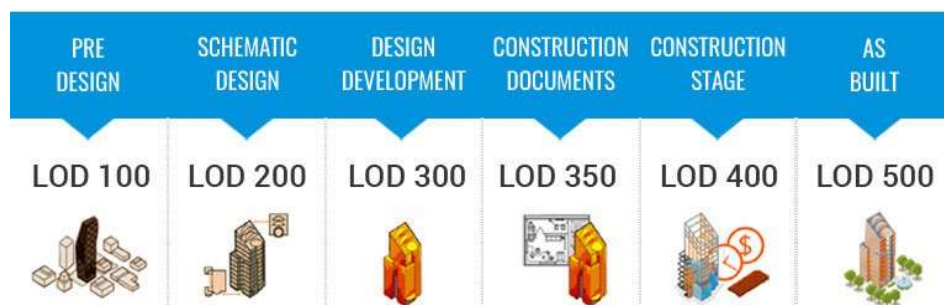 PRE
DESIGN
SCHEMATIC
DESIGN
DESIGN
DEVELOPMENT
CONSTRUCTION
DOCUMENTS
CONSTRUCTION
STAGE
AS
BUILT
LOD 100
LOD 200
LOD 300
LOD 350
LOD 400
LOD 500
$